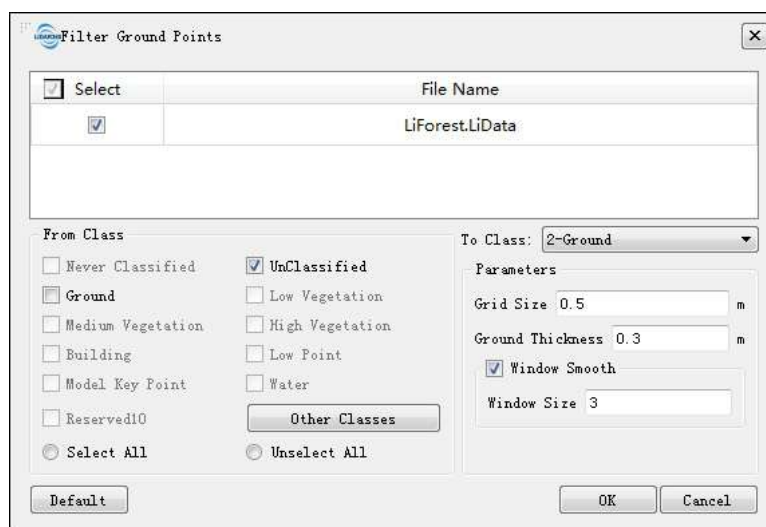 Filter Ground Points
Select File Name
LiForest.LiData
From Class
Never Classified UnClassified
Ground Low Vegetation
Medium Vegetation High Vegetation
Building Low Point
Model Key Point Water
Reserved10 Other Classes
Select All Unselect All
To Class: 2-Ground
Parameters
Grid Size 0.5 m
Ground Thickness 0.3 m
Window Smooth
Window Size 3
Default OK Cancel